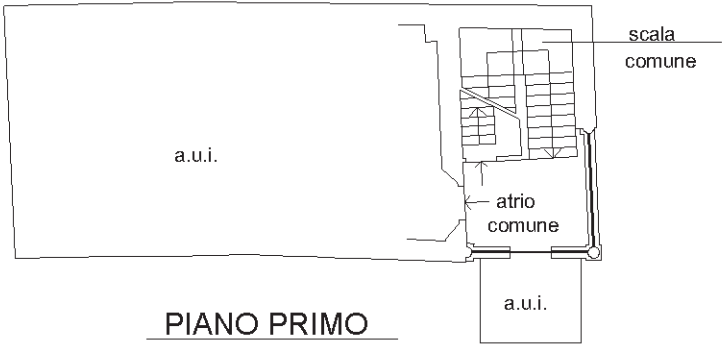 scala
comune
a.u.i.
atrio
comune
a.u.i.
PIANO PRIMO